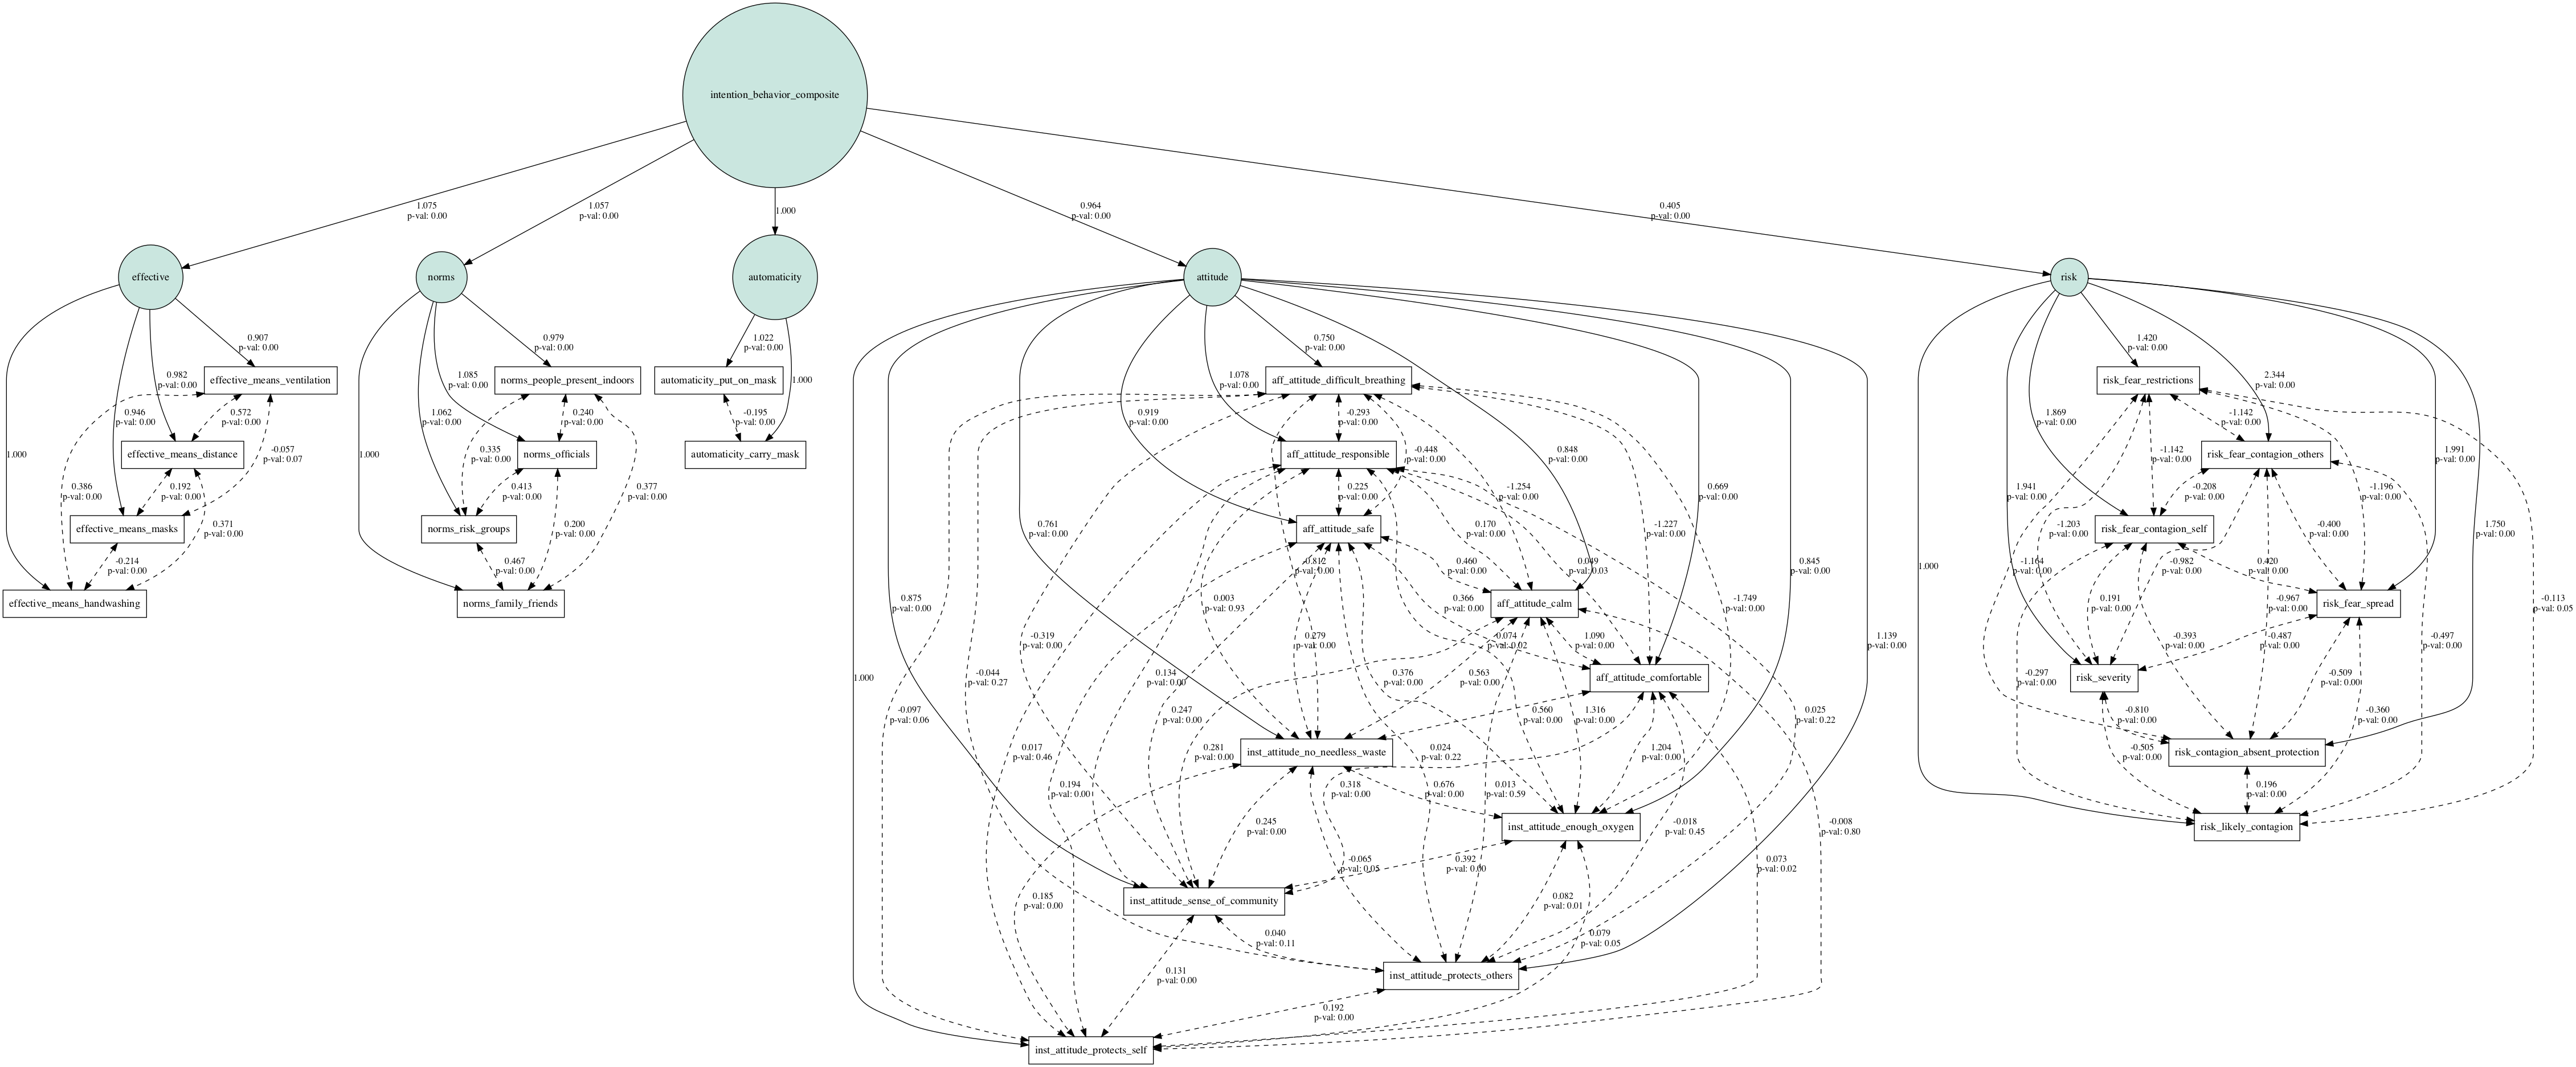 intention_behavior_composite
1.075
p-val: 0.00
1.057
p-val: 0.00
1.000
0.964
p-val: 0.00
0.405
p-val: 0.00
effective
norms
automaticity
attitude
risk
0.907
p-val: 0.00
0.982
p-val: 0.00
0.946
p-val: 0.00
1.000
effective_means_ventilation
0.572
p-val: 0.00
effective_means_distance
-0.057
p-val: 0.07
0.386
p-val: 0.00
0.192
p-val: 0.00
0.371
p-val: 0.00
effective_means_masks
-0.214
p-val: 0.00
effective_means_handwashing
0.979
p-val: 0.00
1.085
p-val: 0.00
1.062
p-val: 0.00
1.000
norms_people_present_indoors
0.240
p-val: 0.00
0.335
p-val: 0.00
norms_officials
0.413
p-val: 0.00
0.377
p-val: 0.00
0.200
p-val: 0.00
norms_risk_groups
0.467
p-val: 0.00
norms_family_friends
1.022
p-val: 0.00
1.000
automaticity_put_on_mask
-0.195
p-val: 0.00
automaticity_carry_mask
0.750
p-val: 0.00
1.078
p-val: 0.00
0.919
p-val: 0.00
0.848
p-val: 0.00
0.669
p-val: 0.00
0.761
p-val: 0.00
0.845
p-val: 0.00
0.875
p-val: 0.00
1.139
p-val: 0.00
1.000
aff_attitude_difficult_breathing
-0.293
p-val: 0.00
aff_attitude_responsible
-0.448
p-val: 0.00
0.225
p-val: 0.00
-1.254
p-val: 0.00
aff_attitude_safe
0.170
p-val: 0.00
-1.227
p-val: 0.00
-0.812
p-val: 0.00
0.460
p-val: 0.00
0.049
p-val: 0.03
aff_attitude_calm
0.003
p-val: 0.93
0.366
p-val: 0.00
-1.749
p-val: 0.00
-0.319
p-val: 0.00
0.279
p-val: 0.00
-0.074
p-val: 0.02
1.090
p-val: 0.00
aff_attitude_comfortable
-0.044
p-val: 0.27
0.134
p-val: 0.00
0.376
p-val: 0.00
0.563
p-val: 0.00
-0.097
p-val: 0.06
0.247
p-val: 0.00
0.560
p-val: 0.00
1.316
p-val: 0.00
0.025
p-val: 0.22
inst_attitude_no_needless_waste
0.017
p-val: 0.46
0.281
p-val: 0.00
0.024
p-val: 0.22
1.204
p-val: 0.00
0.194
p-val: 0.00
0.318
p-val: 0.00
0.676
p-val: 0.00
0.013
p-val: 0.59
inst_attitude_enough_oxygen
0.245
p-val: 0.00
-0.018
p-val: 0.45
-0.008
p-val: 0.80
-0.065
p-val: 0.05
0.392
p-val: 0.00
0.073
p-val: 0.02
inst_attitude_sense_of_community
0.185
p-val: 0.00
0.082
p-val: 0.01
0.040
p-val: 0.11
0.079
p-val: 0.05
inst_attitude_protects_others
0.131
p-val: 0.00
0.192
p-val: 0.00
inst_attitude_protects_self
1.420
p-val: 0.00
2.344
p-val: 0.00
1.869
p-val: 0.00
1.991
p-val: 0.00
1.941
p-val: 0.00
1.750
p-val: 0.00
1.000
risk_fear_restrictions
-1.142
p-val: 0.00
risk_fear_contagion_others
-1.142
p-val: 0.00
-0.208
p-val: 0.00
-1.196
p-val: 0.00
risk_fear_contagion_self
-1.203
p-val: 0.00
-0.400
p-val: 0.00
-1.164
p-val: 0.00
-0.982
p-val: 0.00
0.420
p-val: 0.00
risk_fear_spread
0.191
p-val: 0.00
-0.967
p-val: 0.00
-0.113
p-val: 0.05
-0.393
p-val: 0.00
-0.487
p-val: 0.00
-0.497
p-val: 0.00
risk_severity
-0.297
p-val: 0.00
-0.509
p-val: 0.00
-0.810
p-val: 0.00
-0.360
p-val: 0.00
risk_contagion_absent_protection
-0.505
p-val: 0.00
0.196
p-val: 0.00
risk_likely_contagion